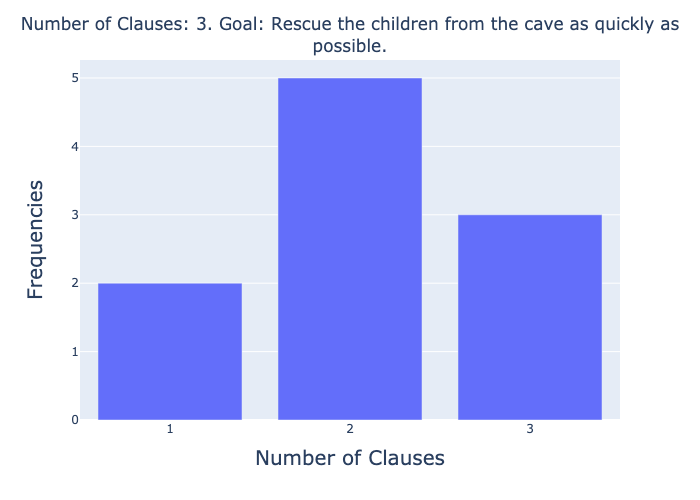 Number of Clauses: 3. Goal: Rescue the children from the cave as quickly as
possible.
5
4
3
2
1
0
Frequencies
1 2 3
Number of Clauses